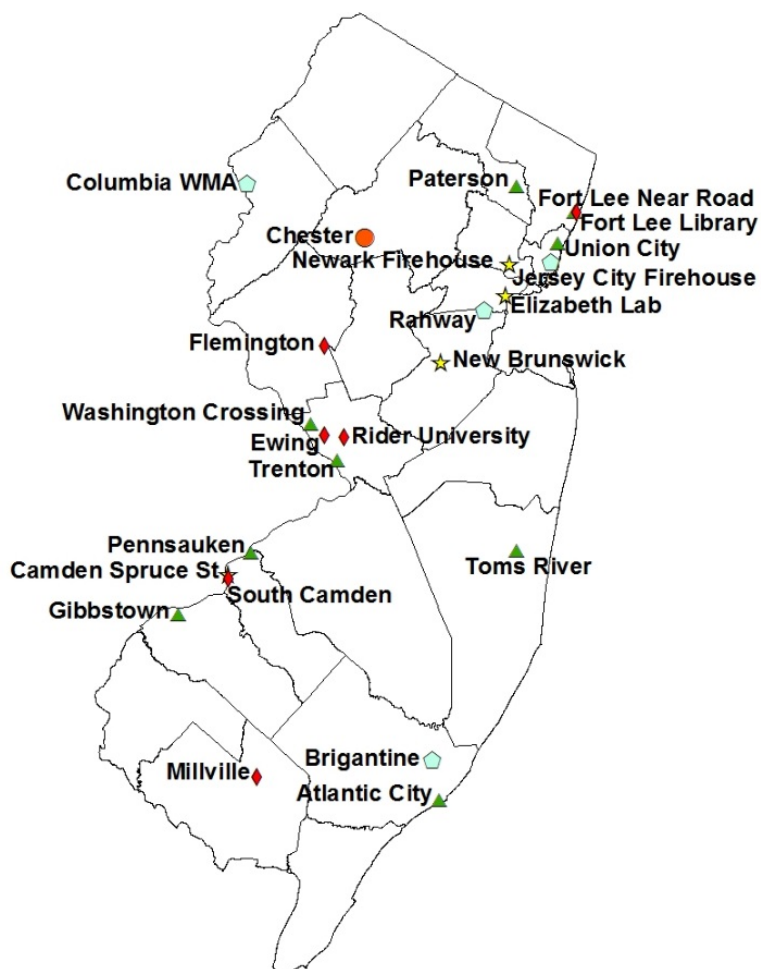 Columbia WMA
Paterson
Fort Lee Near Road
Fort Lee Library
Chester
Union City
Newark Firehouse
Jersey City Firehouse
Elizabeth Lab
Rahway
Flemington
New Brunswick
Washington Crossing
Ewing
Rider University
Trenton
Pennsauken
Camden Spruce St
Toms River
South Camden
Gibbstown
Brigantine
Millville
Atlantic City